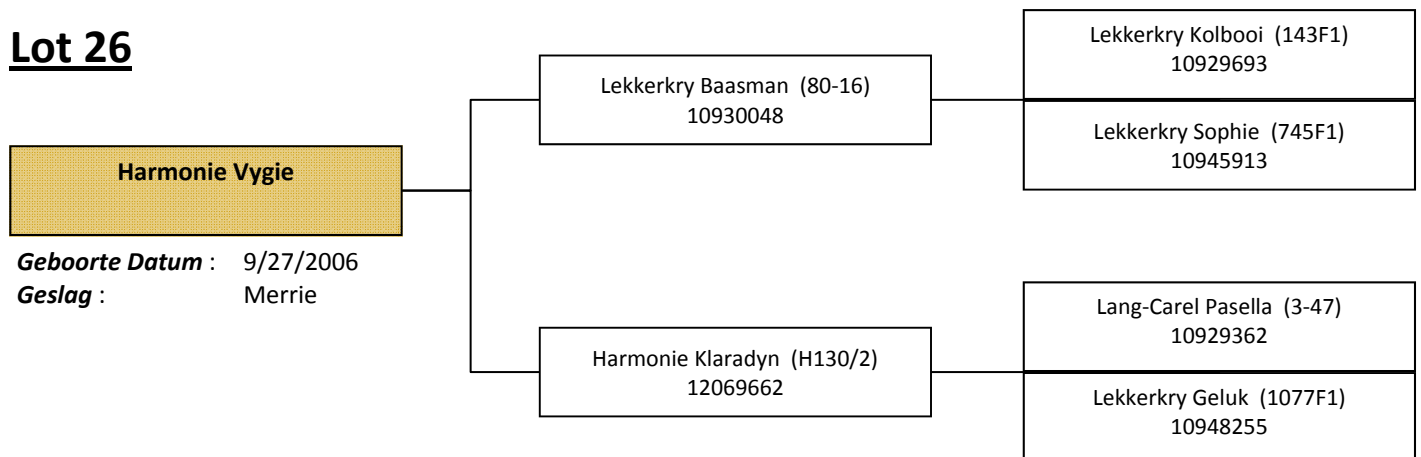 Lot 26
Harmonie Vygie
Geboorte Datum : 9/27/2006
Geslag : Merrie
Lekkerkry Baasman (80-16)
10930048
Harmonie Klaradyn (H130/2)
12069662
Lekkerkry Kolbooi (143F1)
10929693
Lekkerkry Sophie (745F1)
10945913
Lang-Carel Pasella (3-47)
10929362
Lekkerkry Geluk (1077F1)
10948255